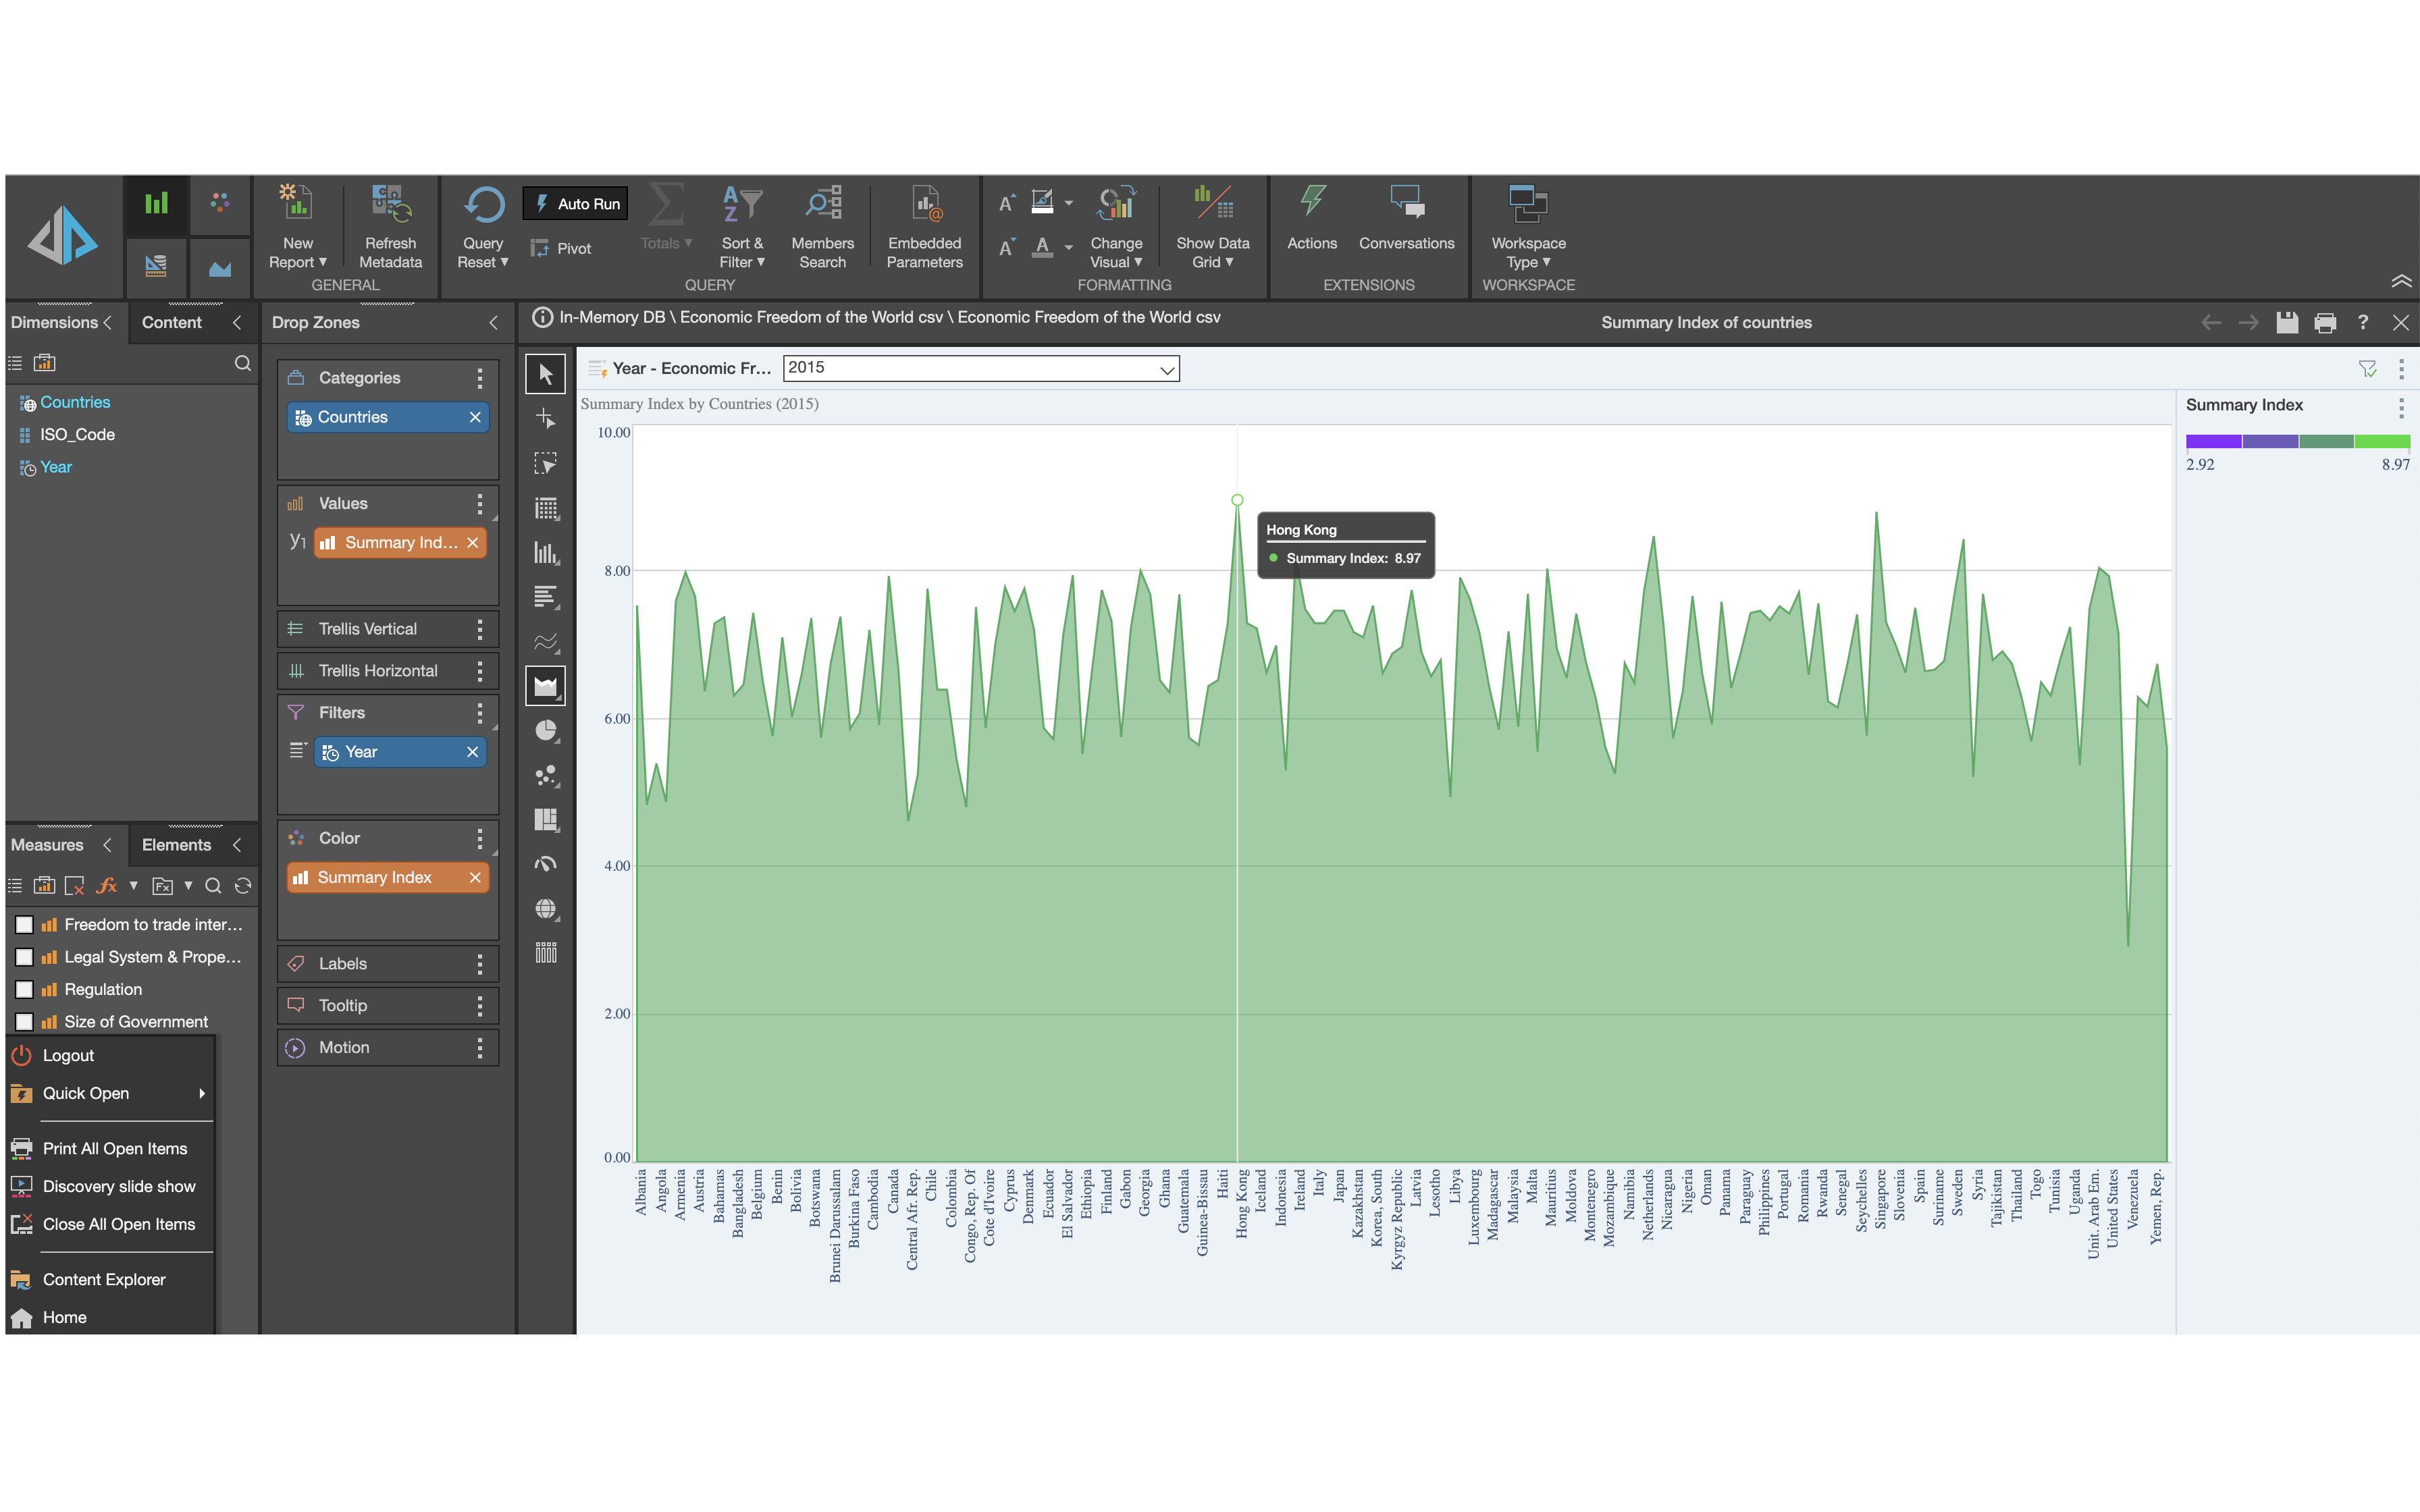 New
Report ▼
Refresh
Metadata
GENERAL
Query
Reset ▼
Auto Run
Pivot
Totals ▼
A
Z
Sort &
Filter ▼
Members
Search
Embedded
Parameters
QUERY
A
A
A
Change
Visual ▼
Show Data
Grid ▼
FORMATTING
Actions
Conversations
EXTENSIONS
Workspace
Type ▼
WORKSPACE
Dimensions
Content
Drop Zones
In-Memory DB \ Economic Freedom of the World csv \ Economic Freedom of the World csv
Summary Index of countries
?
Countries
ISO_Code
Year
Categories
Countries
Values
y1
Summary Ind...
Trellis Vertical
Trellis Horizontal
Filters
Year
Color
Summary Index
Labels
Tooltip
Motion
Measures
Elements
fx
Fx
Freedom to trade inter...
Legal System & Prope...
Regulation
Size of Government
Logout
Quick Open
Print All Open Items
Discovery slide show
Close All Open Items
Content Explorer
Home
Year - Economic Fr...
2015
Summary Index by Countries (2015)
10.00
8.00
6.00
4.00
2.00
0.00
Hong Kong
Summary Index: 8.97
Albania
Angola
Armenia
Austria
Bahamas
Bangladesh
Belgium
Benin
Bolivia
Botswana
Brunei Darussalam
Burkina Faso
Cambodia
Canada
Central Afr. Rep.
Chile
Colombia
Congo, Rep. Of
Cote d'Ivoire
Cyprus
Denmark
Ecuador
El Salvador
Ethiopia
Finland
Gabon
Georgia
Ghana
Guatemala
Guinea-Bissau
Haiti
Hong Kong
Iceland
Indonesia
Ireland
Italy
Japan
Kazakhstan
Korea, South
Kyrgyz Republic
Latvia
Lesotho
Libya
Luxembourg
Madagascar
Malaysia
Malta
Mauritius
Moldova
Montenegro
Mozambique
Namibia
Netherlands
Nicaragua
Nigeria
Oman
Panama
Paraguay
Philippines
Portugal
Romania
Rwanda
Senegal
Seychelles
Singapore
Slovenia
Spain
Suriname
Sweden
Syria
Tajikistan
Thailand
Togo
Tunisia
Uganda
Unit. Arab Em.
United States
Venezuela
Yemen, Rep.
Summary Index
2.92
8.97